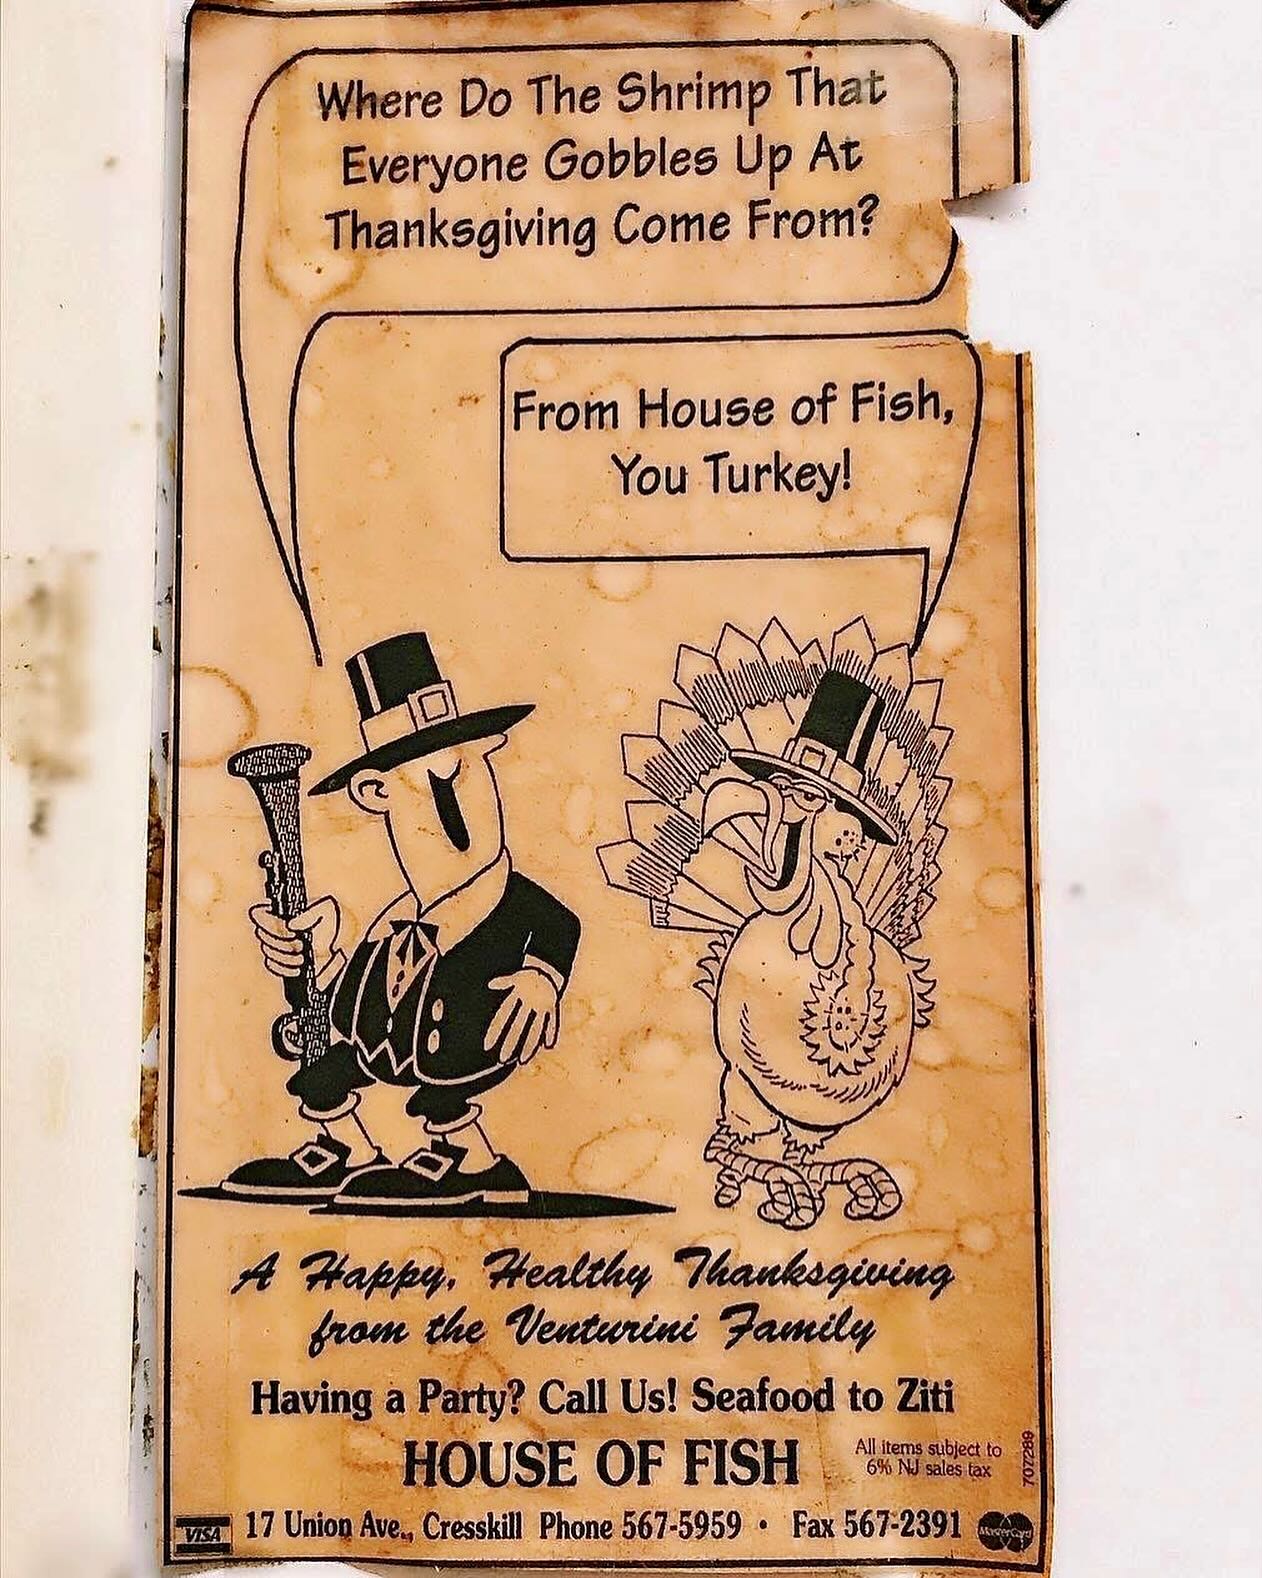 Where Do The Shrimp That
Everyone Gobbles Up At
Thanksgiving Come From?
From House of Fish,
You Turkey!
A Happy, Healthy Thanksgiving
from the Venturini Family
Having a Party? Call Us! Seafood to Ziti
HOUSE OF FISH
All items subject to
6% NJ sales tax
707289
VISA
17 Union Ave., Cresskill Phone 567-5959 • Fax 567-2391
MasterCard